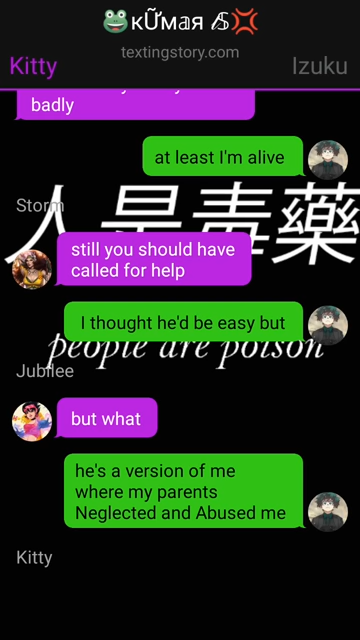 🐸кŨмaя 𝒮💢
textingstory.com
Kitty
Izuku
badly
at least I'm alive
Storm
人是毒藥
still you should have
called for help
I thought he'd be easy but
people are poison
Jubilee
but what
he's a version of me
where my parents
Neglected and Abused me
Kitty